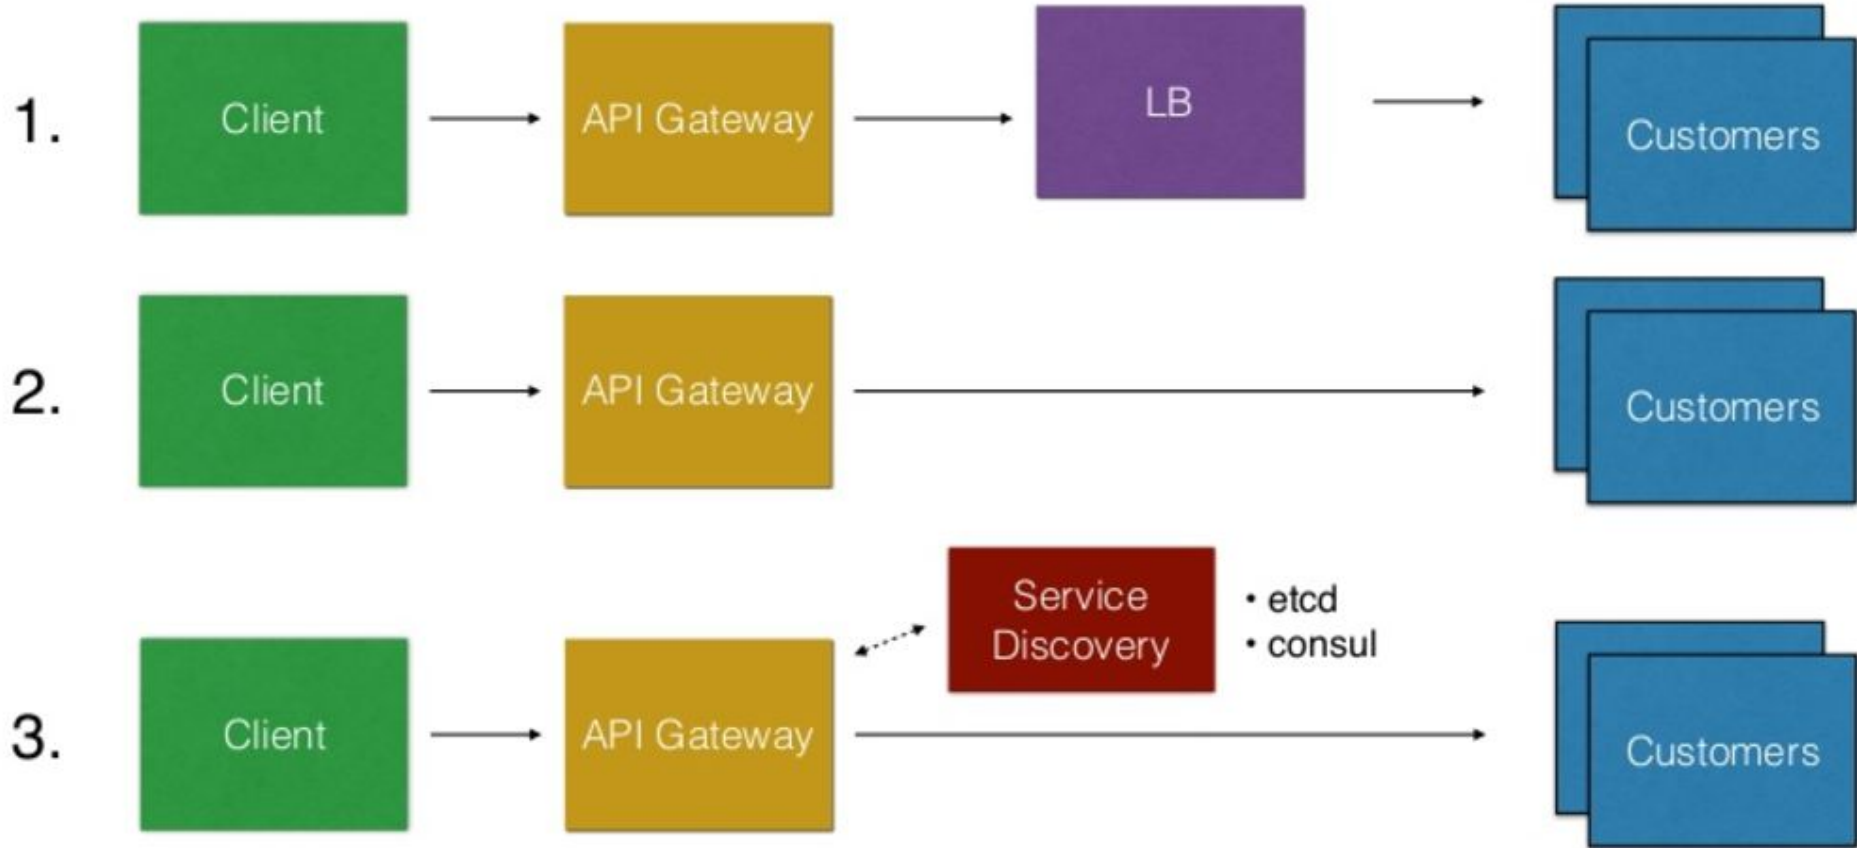 1.
Client
API Gateway
LB
Customers
2.
Client
API Gateway
Customers
3.
Client
API Gateway
Service
Discovery
• etcd
• consul
Customers